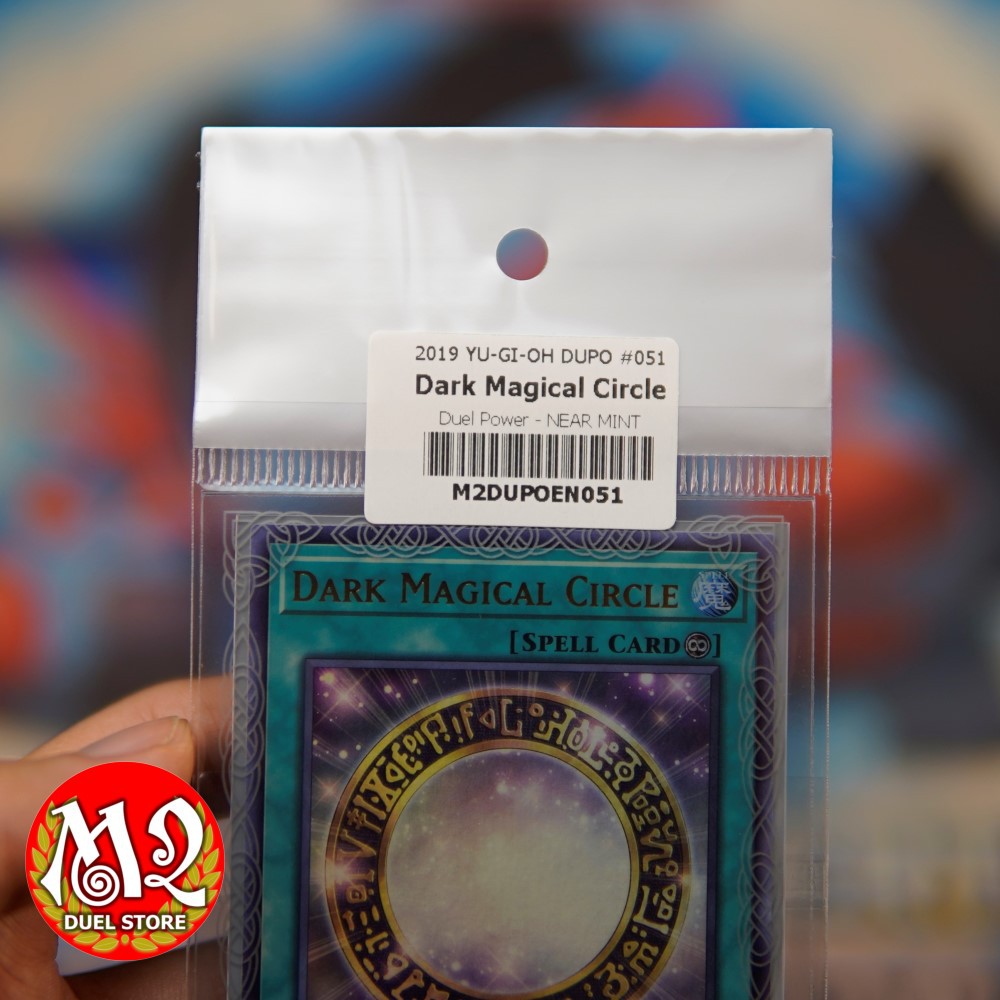 2019 YU-GI-OH DUPO #051
Dark Magical Circle
Duel Power - NEAR MINT
M2DUPOEN051
DARK MAGICAL CIRCLE
魔
[SPELL CARD♾]
M2
DUEL STORE